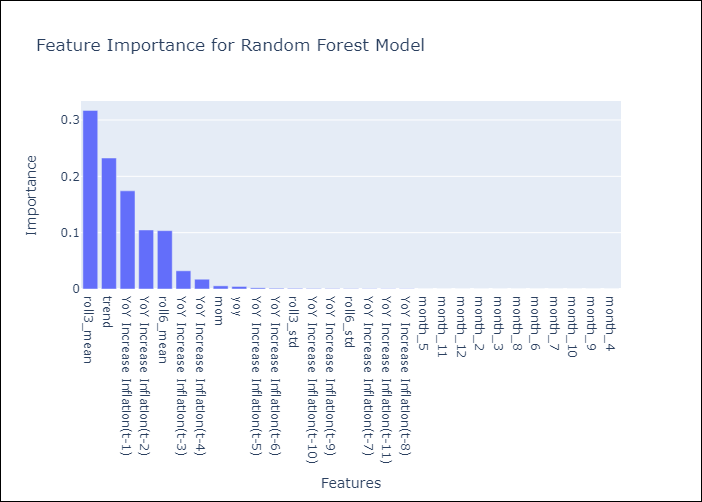 Feature Importance for Random Forest Model
Importance
0.3
0.2
0.1
0
roll3_mean
trend
YoY Increase Inflation(t-1)
YoY Increase Inflation(t-2)
roll6_mean
YoY Increase Inflation(t-3)
YoY Increase Inflation(t-4)
mom
yoy
YoY Increase Inflation(t-5)
YoY Increase Inflation(t-6)
roll3_std
YoY Increase Inflation(t-10)
YoY Increase Inflation(t-9)
roll6_std
YoY Increase Inflation(t-7)
YoY Increase Inflation(t-11)
YoY Increase Inflation(t-8)
month_5
month_11
month_12
month_2
month_3
month_8
month_6
month_7
month_10
month_9
month_4
Features